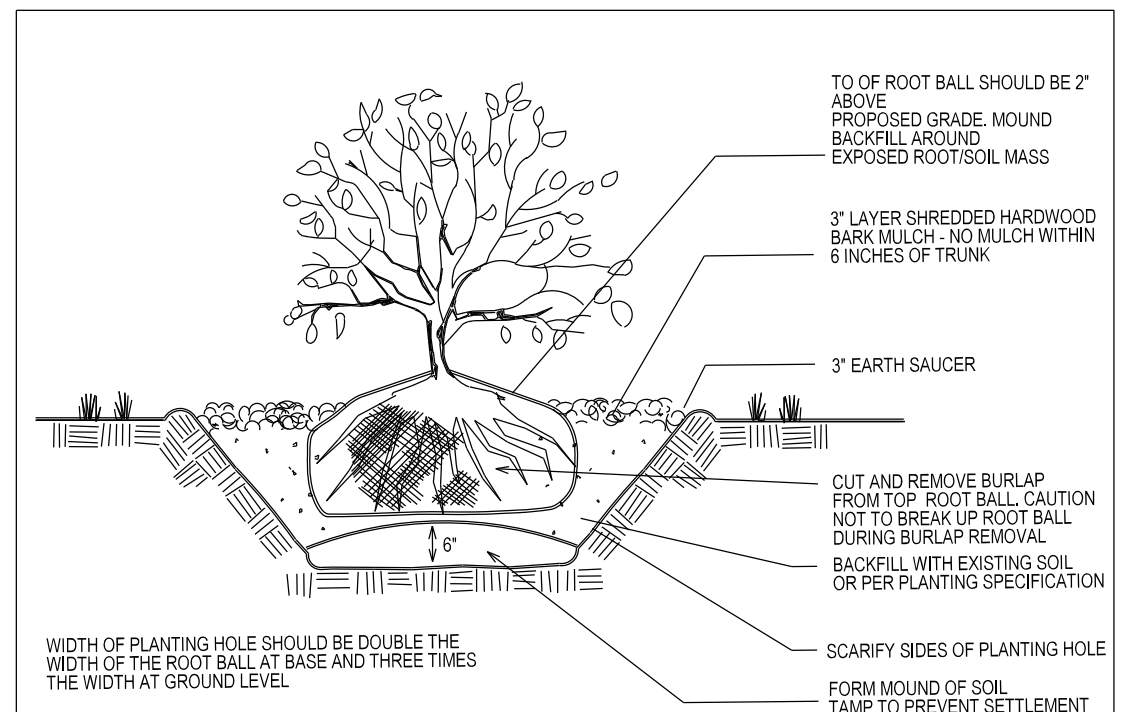 TO OF ROOT BALL SHOULD BE 2"
ABOVE
PROPOSED GRADE. MOUND
BACKFILL AROUND
EXPOSED ROOT/SOIL MASS
3" LAYER SHREDDED HARDWOOD
BARK MULCH - NO MULCH WITHIN
6 INCHES OF TRUNK
3" EARTH SAUCER
CUT AND REMOVE BURLAP
FROM TOP ROOT BALL. CAUTION
NOT TO BREAK UP ROOT BALL
DURING BURLAP REMOVAL
6"
BACKFILL WITH EXISTING SOIL
OR PER PLANTING SPECIFICATION
WIDTH OF PLANTING HOLE SHOULD BE DOUBLE THE
WIDTH OF THE ROOT BALL AT BASE AND THREE TIMES
THE WIDTH AT GROUND LEVEL
SCARIFY SIDES OF PLANTING HOLE
FORM MOUND OF SOIL
TAMP TO PREVENT SETTLEMENT